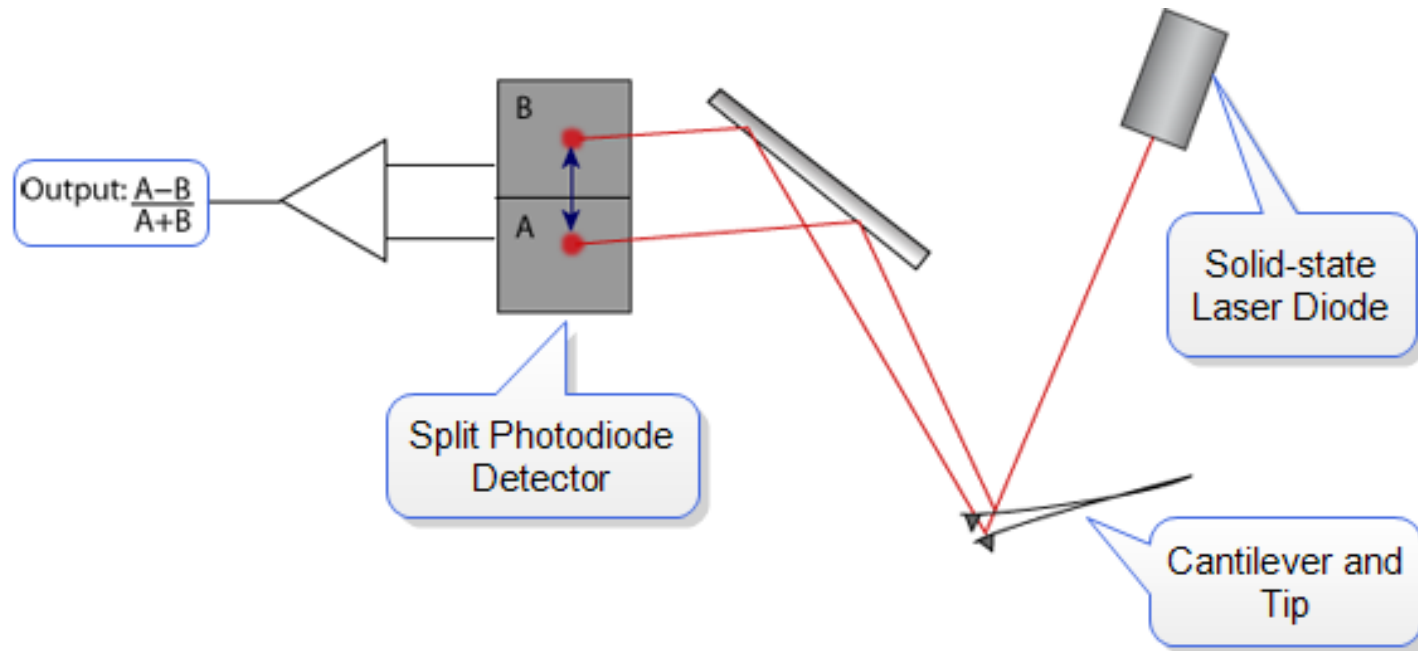 B
A
Output: A−B
A+B
Solid-state
Laser Diode
Split Photodiode
Detector
Cantilever and
Tip